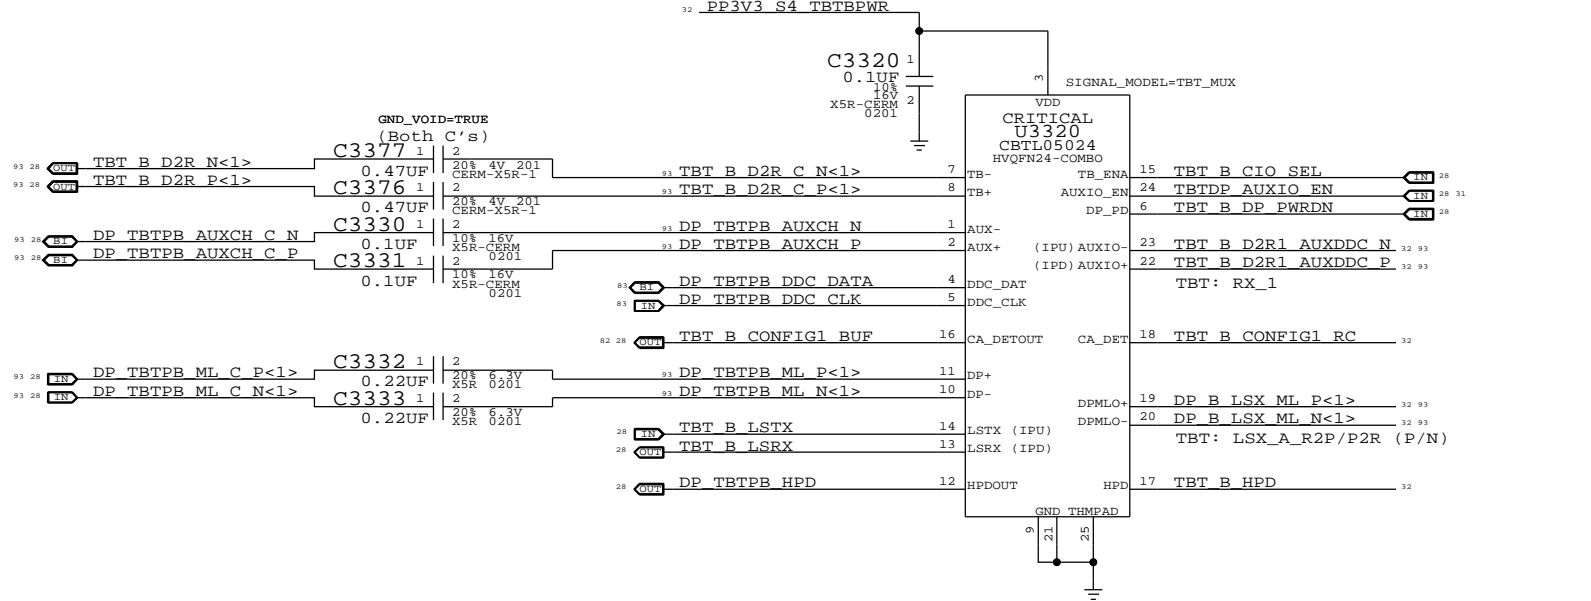 32 PP3V3_S4_TBTBPWR
C3320 1
0.1UF
10%
16V
X5R-CERM 2
0201
3
SIGNAL_MODEL=TBT_MUX
VDD
CRITICAL
U3320
CBTL05024
HVQFN24-COMBO
GND_VOID=TRUE
(Both C's)
93 28 OUT TBT_B_D2R_N<1> C3377 1 2
0.47UF
20% 4V 201
CERM-X5R-1
93 TBT_B_D2R_C_N<1> 7 TB-
93 28 OUT TBT_B_D2R_P<1> C3376 1 2
0.47UF
20% 4V 201
CERM-X5R-1
93 TBT_B_D2R_C_P<1> 8 TB+
93 28 BI DP_TBTPB_AUXCH_C_N C3330 1 2
0.1UF
10% 16V
X5R-CERM
0201
93 DP_TBTPB_AUXCH_N 1 AUX-
93 28 BI DP_TBTPB_AUXCH_C_P C3331 1 2
0.1UF
10% 16V
X5R-CERM
0201
93 DP_TBTPB_AUXCH_P 2 AUX+
83 BI DP_TBTPB_DDC_DATA 4 DDC_DAT
83 IN DP_TBTPB_DDC_CLK 5 DDC_CLK
82 28 OUT TBT_B_CONFIG1_BUF 16 CA_DETOUT
93 28 IN DP_TBTPB_ML_C_P<1> C3332 1 2
0.22UF
20% 6.3V
X5R 0201
93 DP_TBTPB_ML_P<1> 11 DP+
93 28 IN DP_TBTPB_ML_C_N<1> C3333 1 2
0.22UF
20% 6.3V
X5R 0201
93 DP_TBTPB_ML_N<1> 10 DP-
28 IN TBT_B_LSTX 14 LSTX (IPU)
28 OUT TBT_B_LSRX 13 LSRX (IPD)
28 OUT DP_TBTPB_HPD 12 HPDOUT
TB_ENA 15 TBT_B_CIO_SEL IN 28
AUXIO_EN 24 TBTDP_AUXIO_EN IN 28 31
DP_PD 6 TBT_B_DP_PWRDN IN 28
(IPU) AUXIO- 23 TBT_B_D2R1_AUXDDC_N 32 93
(IPD) AUXIO+ 22 TBT_B_D2R1_AUXDDC_P 32 93
TBT: RX_1
CA_DET 18 TBT_B_CONFIG1_RC 32
DPMLO+ 19 DP_B_LSX_ML_P<1> 32 93
DPMLO- 20 DP_B_LSX_ML_N<1> 32 93
TBT: LSX_A_R2P/P2R (P/N)
HPD 17 TBT_B_HPD 32
GND THMPAD
9 21 25